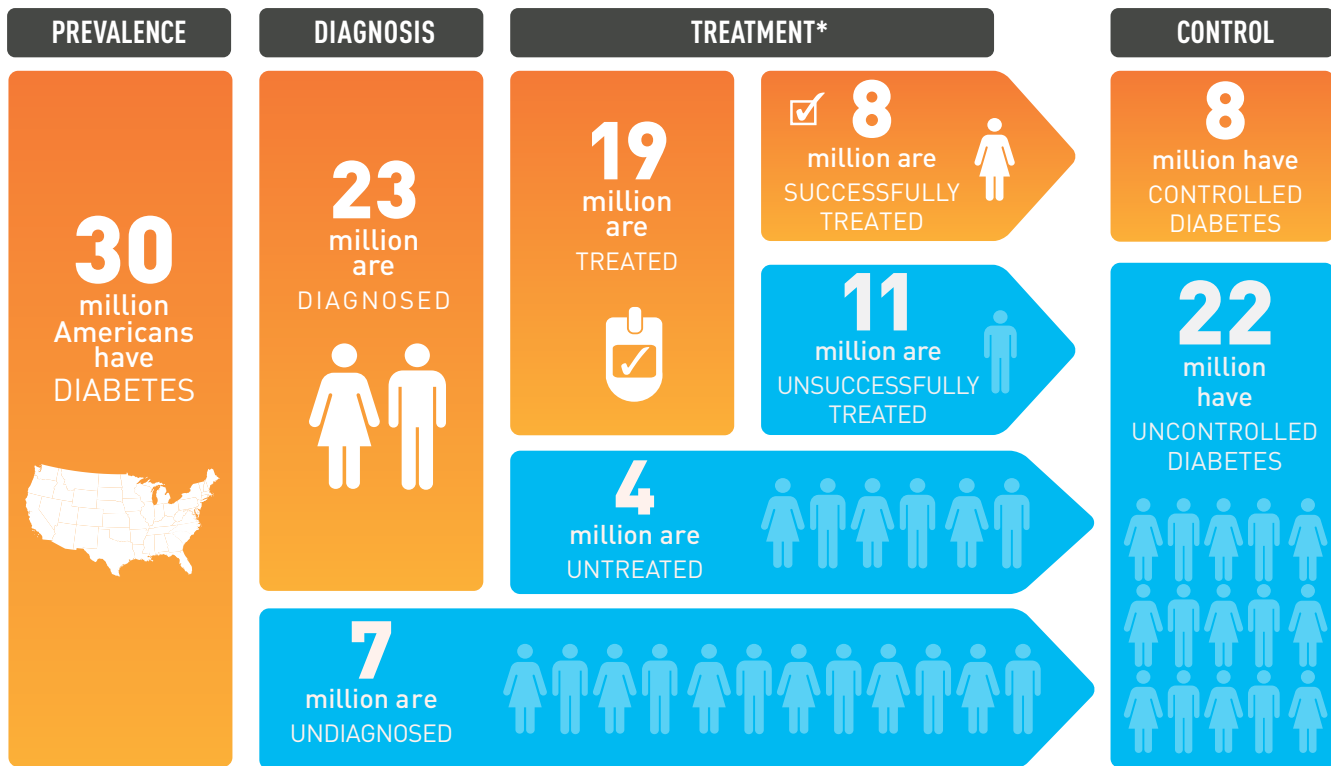 PREVALENCE
DIAGNOSIS
TREATMENT*
CONTROL
30
million
Americans
have
DIABETES
23
million
are
DIAGNOSED
19
million
are
TREATED
8
million are
SUCCESSFULLY
TREATED
8
million have
CONTROLLED
DIABETES
11
million are
UNSUCCESSFULLY
TREATED
22
million
have
UNCONTROLLED
DIABETES
4
million are
UNTREATED
7
million are
UNDIAGNOSED